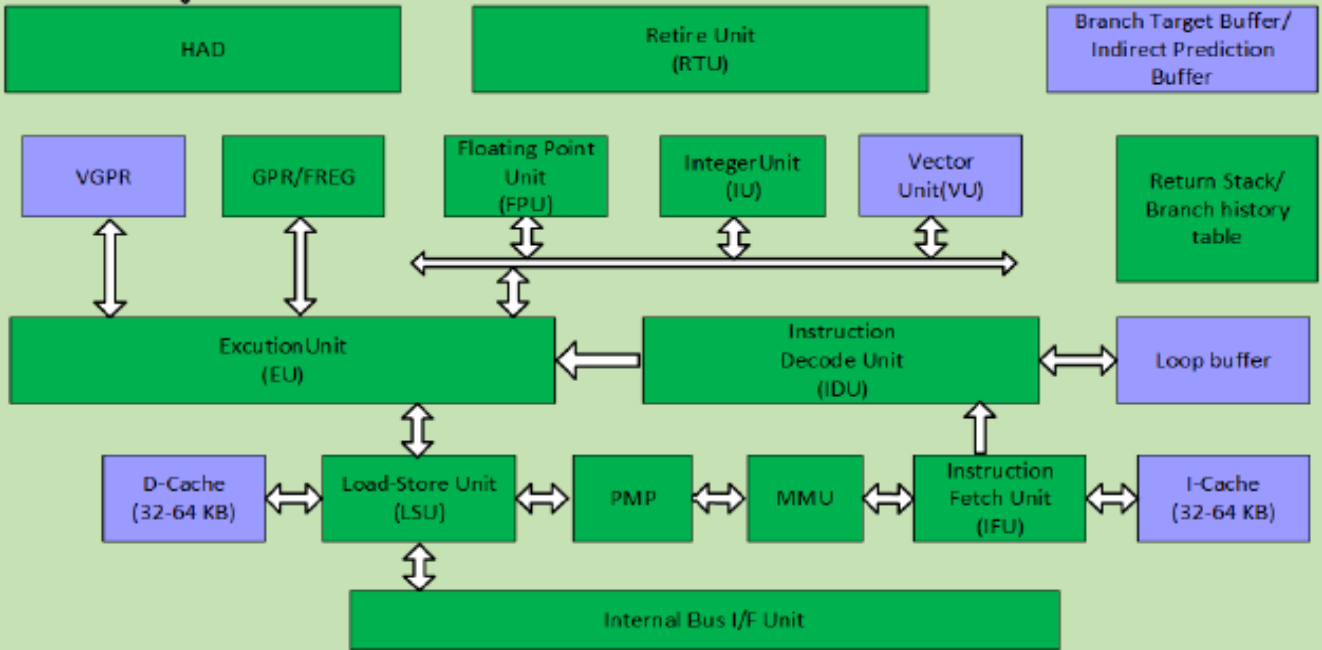 HAD
Retire Unit
(RTU)
Branch Target Buffer/
Indirect Prediction
Buffer
VGPR
GPR/FREG
Floating Point
Unit
(FPU)
IntegerUnit
(IU)
Vector
Unit(VU)
Return Stack/
Branch history
table
ExcutionUnit
(EU)
Instruction
Decode Unit
(IDU)
Loop buffer
D-Cache
(32-64 KB)
Load-Store Unit
(LSU)
PMP
MMU
Instruction
Fetch Unit
(IFU)
I-Cache
(32-64 KB)
Internal Bus I/F Unit